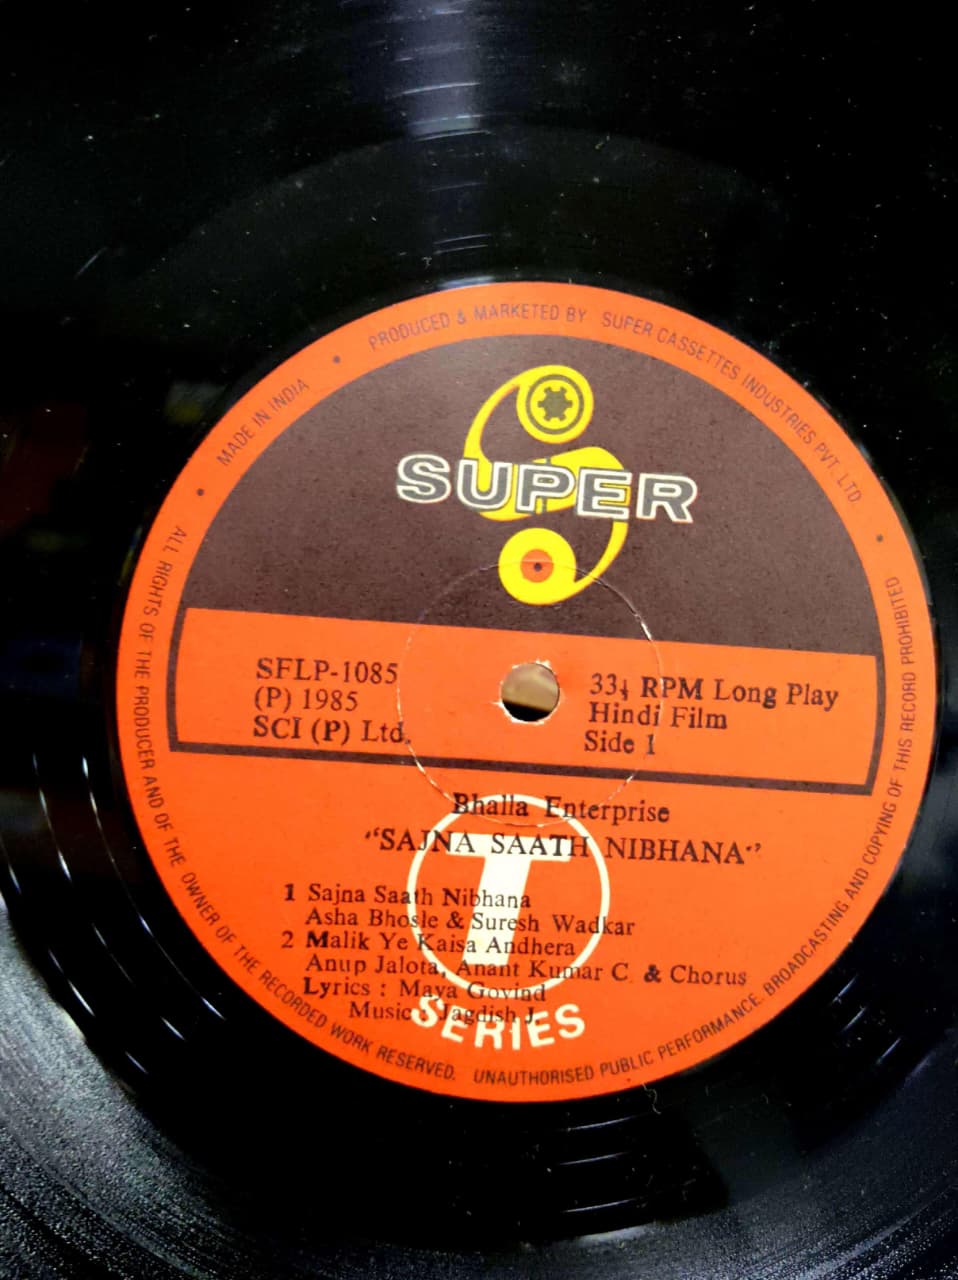 MADE IN INDIA • PRODUCED & MARKETED BY SUPER CASSETTES INDUSTRIES PVT. LTD •
SUPER
SFLP-1085
(P) 1985
SCI (P) Ltd.
33⅓ RPM Long Play
Hindi Film
Side 1
Bhalla Enterprise
"SAJNA SAATH NIBHANA"
1 Sajna Saath Nibhana
Asha Bhosle & Suresh Wadkar
2 Malik Ye Kaisa Andhera
Anup Jalota, Anant Kumar C. & Chorus
Lyrics : Maya Govind
Music : Jagdish J.
T
SERIES
ALL RIGHTS OF THE PRODUCER AND OF THE OWNER OF THE RECORDED WORK RESERVED. UNAUTHORISED PUBLIC PERFORMANCE. BROADCASTING AND COPYING OF THIS RECORD PROHIBITED